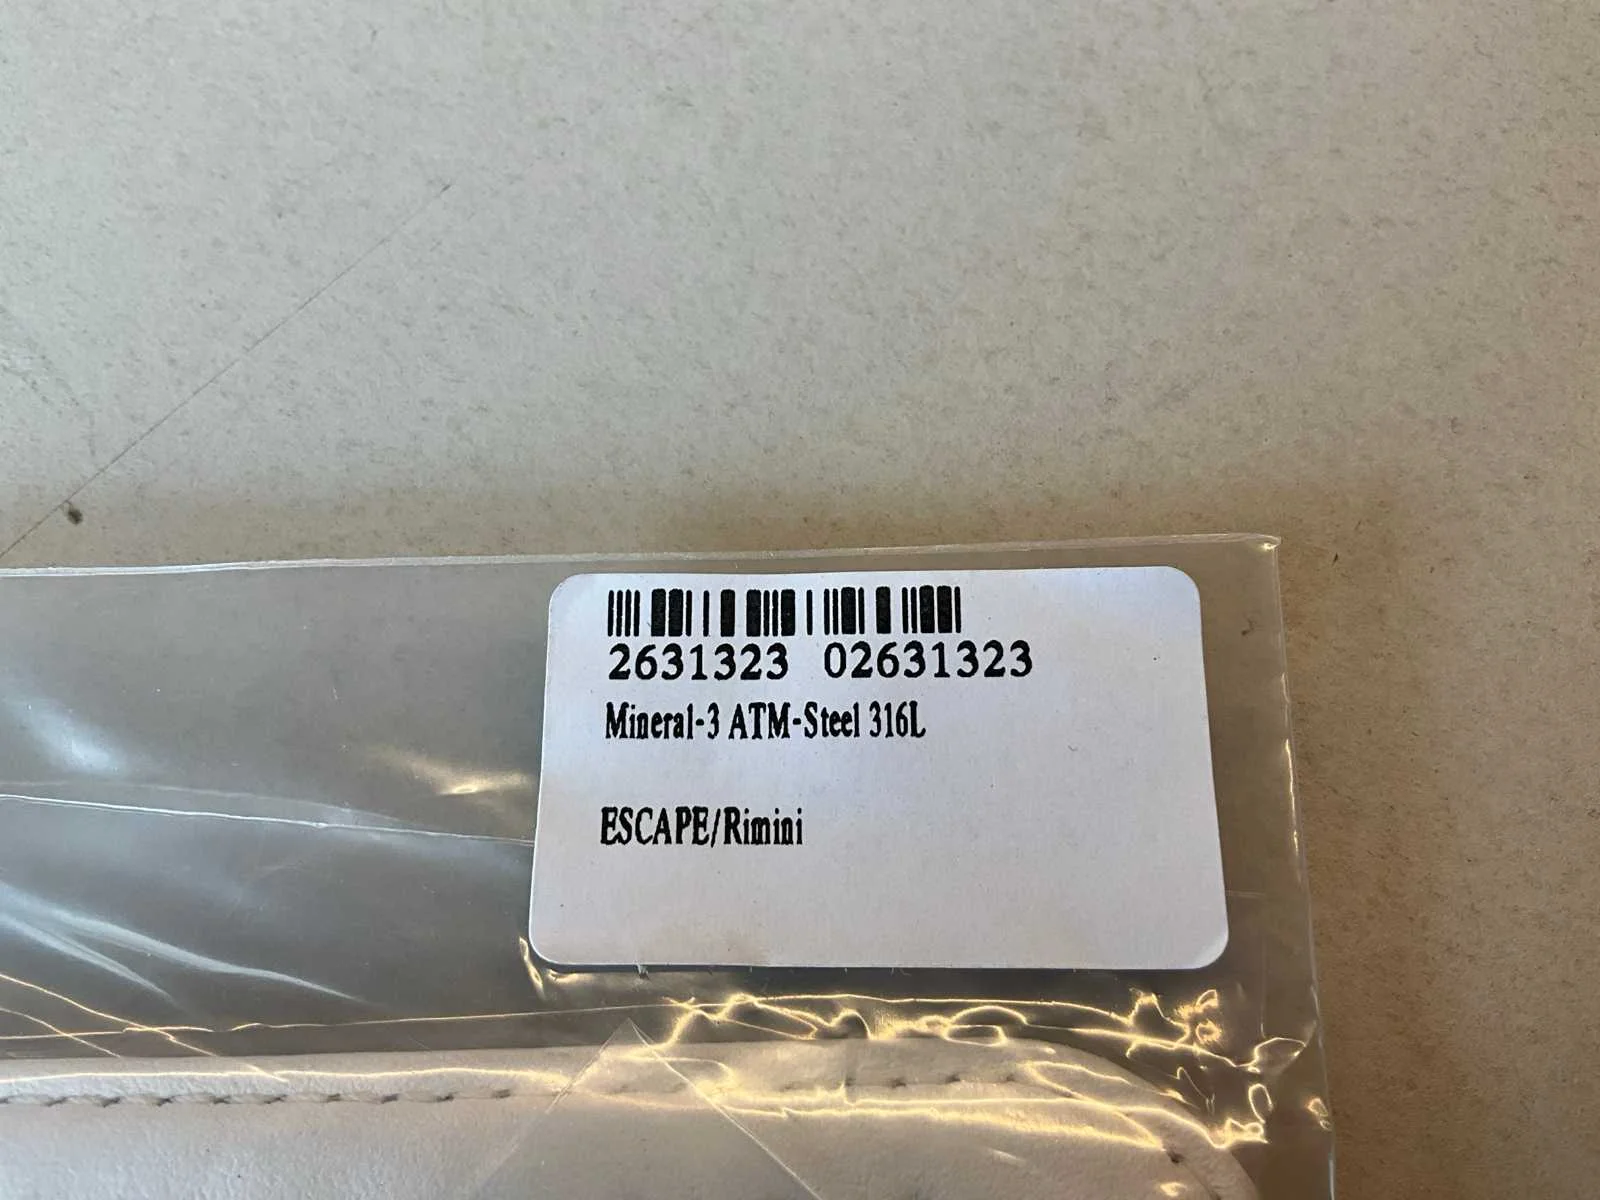 2631323 02631323
Mineral-3 ATM-Steel 316L
ESCAPE/Rimini